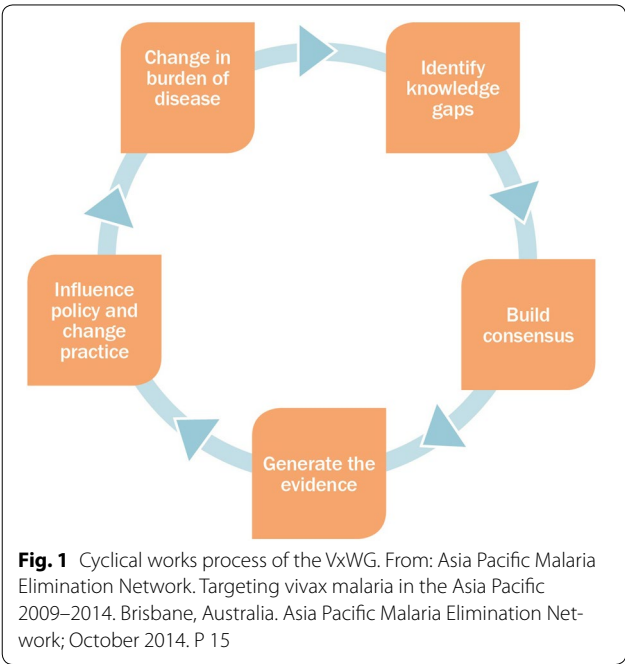 Change in
burden of
disease
Identify
knowledge
gaps
Build
consensus
Generate the
evidence
Influence
policy and
change
practice
Fig. 1 Cyclical works process of the VxWG. From: Asia Pacific Malaria
Elimination Network. Targeting vivax malaria in the Asia Pacific
2009–2014. Brisbane, Australia. Asia Pacific Malaria Elimination Net-
work; October 2014. P 15